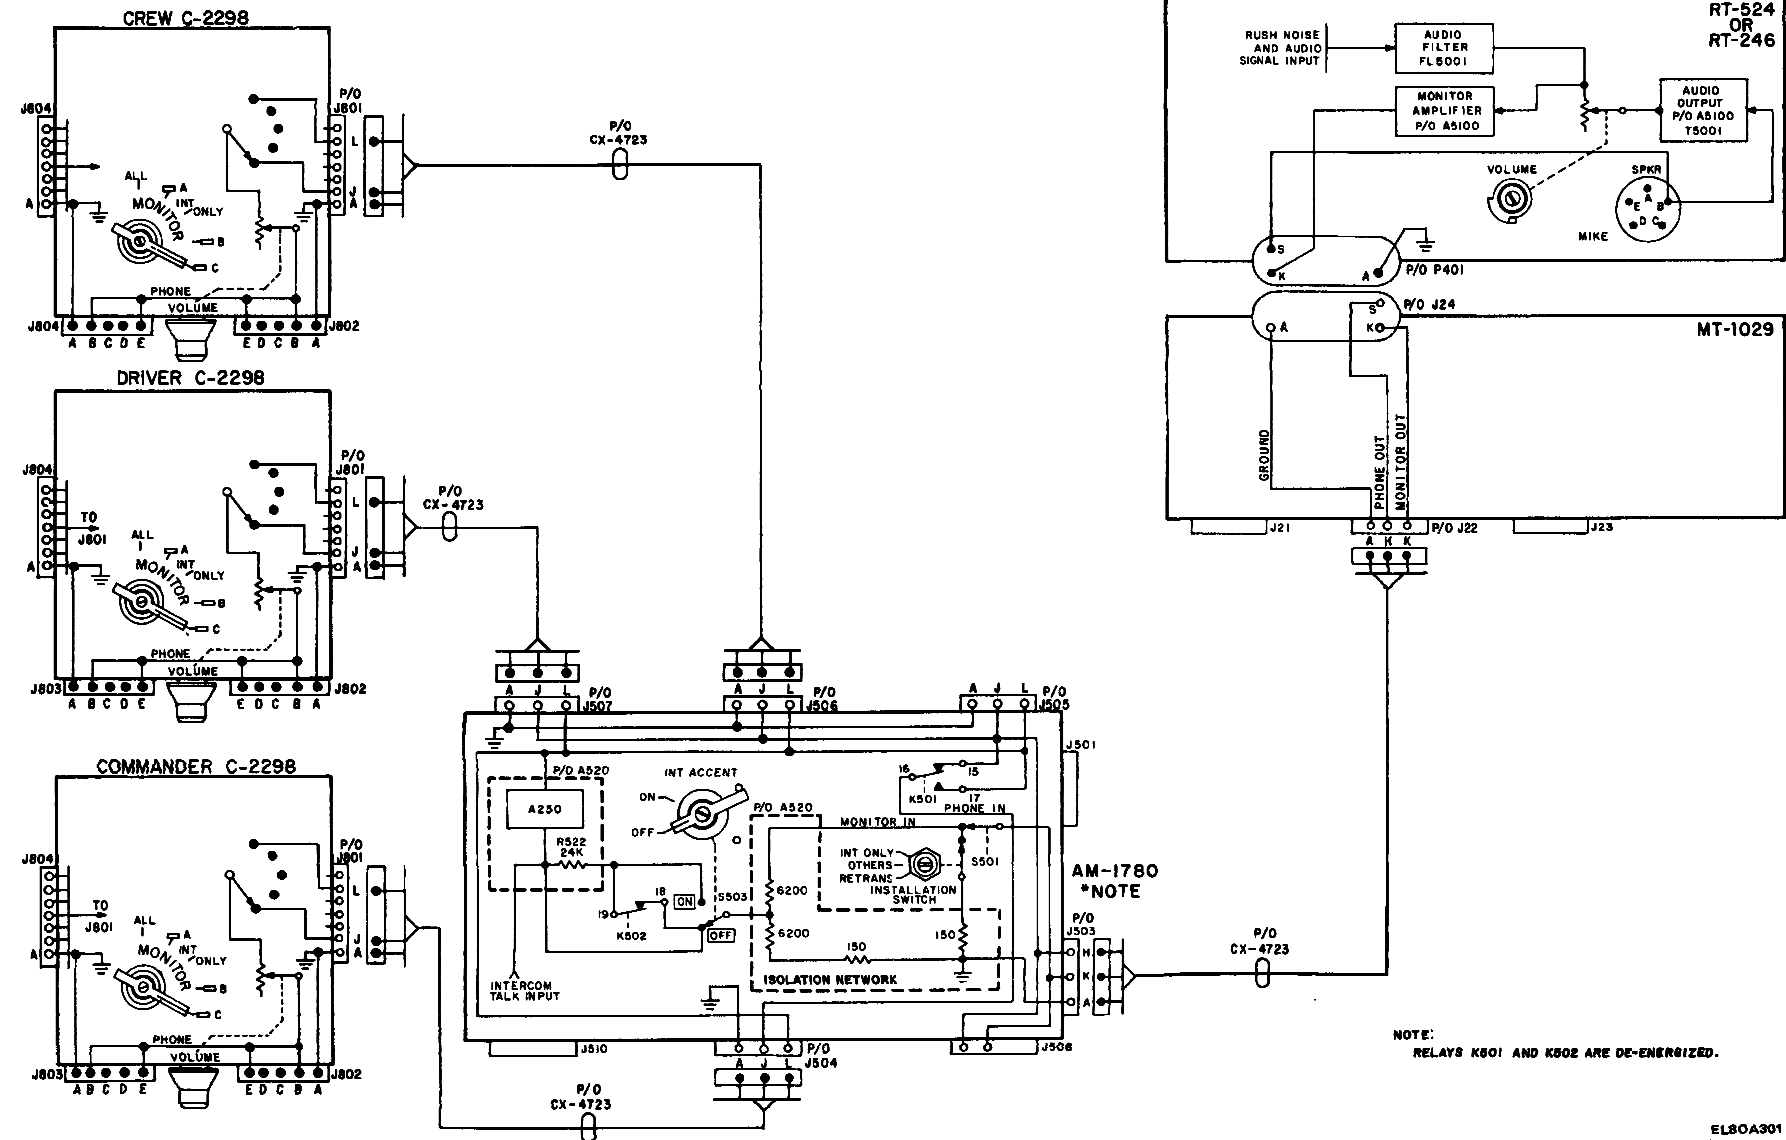 CREW C-2298
J804
P/O
J801
L
J
A
A
ALL
A
INT
ONLY
MONITOR
B
C
PHONE
VOLUME
J804
J802
A B C D E
E D C B A
P/O
CX-4723
DRIVER C-2298
J804
P/O
J801
TO
J801
L
J
A
A
ALL
A
INT
ONLY
MONITOR
B
C
PHONE
VOLUME
J803
J802
A B C D E
E D C B A
P/O
CX-4723
COMMANDER C-2298
J804
P/O
J801
TO
J801
L
J
A
A
ALL
A
INT
ONLY
MONITOR
B
C
PHONE
VOLUME
J803
J802
A B C D E
E D C B A
P/O
CX-4723
RT-524
OR
RT-246
RUSH NOISE
AND AUDIO
SIGNAL INPUT
AUDIO
FILTER
FL5001
MONITOR
AMPLIFIER
P/O A5100
AUDIO
OUTPUT
P/O A5100
T5001
VOLUME
SPKR
A
E B
D C
MIKE
S
K
A
P/O P401
A
S
K
P/O J24
MT-1029
GROUND
PHONE OUT
MONITOR OUT
J21
P/O J22
J23
A H K
A J L
P/O
J507
A J L
P/O
J506
A J L
P/O
J505
J501
P/O A520
A250
R522
24K
INT ACCENT
ON
OFF
P/O A520
16
15
K501
17
PHONE IN
MONITOR IN
INT ONLY
OTHERS
RETRANS
INSTALLATION
SWITCH
S501
6200
6200
150
150
ISOLATION NETWORK
18
19
K502
ON
OFF
S503
INTERCOM
TALK INPUT
AM-1780
*NOTE
P/O
J503
H
K
A
P/O
CX-4723
J510
A J L
P/O
J504
J506
NOTE:
RELAYS K501 AND K502 ARE DE-ENERGIZED.
EL80A301